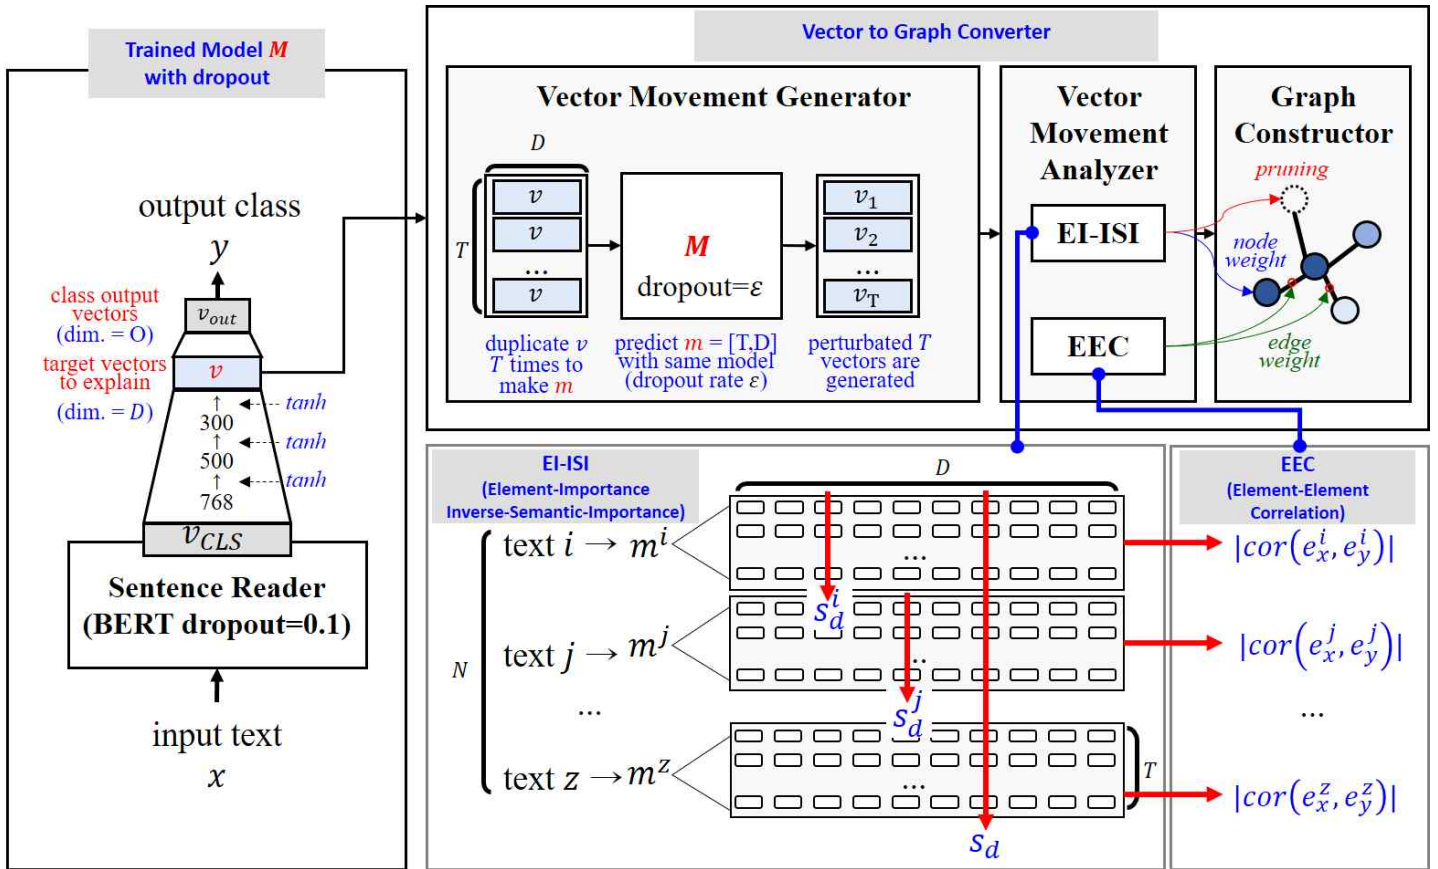 Trained Model M
with dropout
output class
y
class output
vectors
(dim. = O)
v_out
target vectors
to explain
(dim. = D)
v
↑
300
↑
500
↑
768
tanh
tanh
tanh
v_CLS
Sentence Reader
(BERT dropout=0.1)
input text
x
Vector to Graph Converter
Vector Movement Generator
D
T
v
v
...
v
M
dropout=ε
v_1
v_2
...
v_T
duplicate v
T times to
make m
predict m = [T,D]
with same model
(dropout rate ε)
perturbated T
vectors are
generated
Vector
Movement
Analyzer
EI-ISI
EEC
Graph
Constructor
pruning
node
weight
edge
weight
EI-ISI
(Element-Importance
Inverse-Semantic-Importance)
D
N
text i → m^i
...
s_d^i
text j → m^j
..
s_d^j
...
text z → m^z
...
T
s_d
EEC
(Element-Element
Correlation)
|cor(e_x^i, e_y^i)|
|cor(e_x^j, e_y^j)|
...
|cor(e_x^z, e_y^z)|